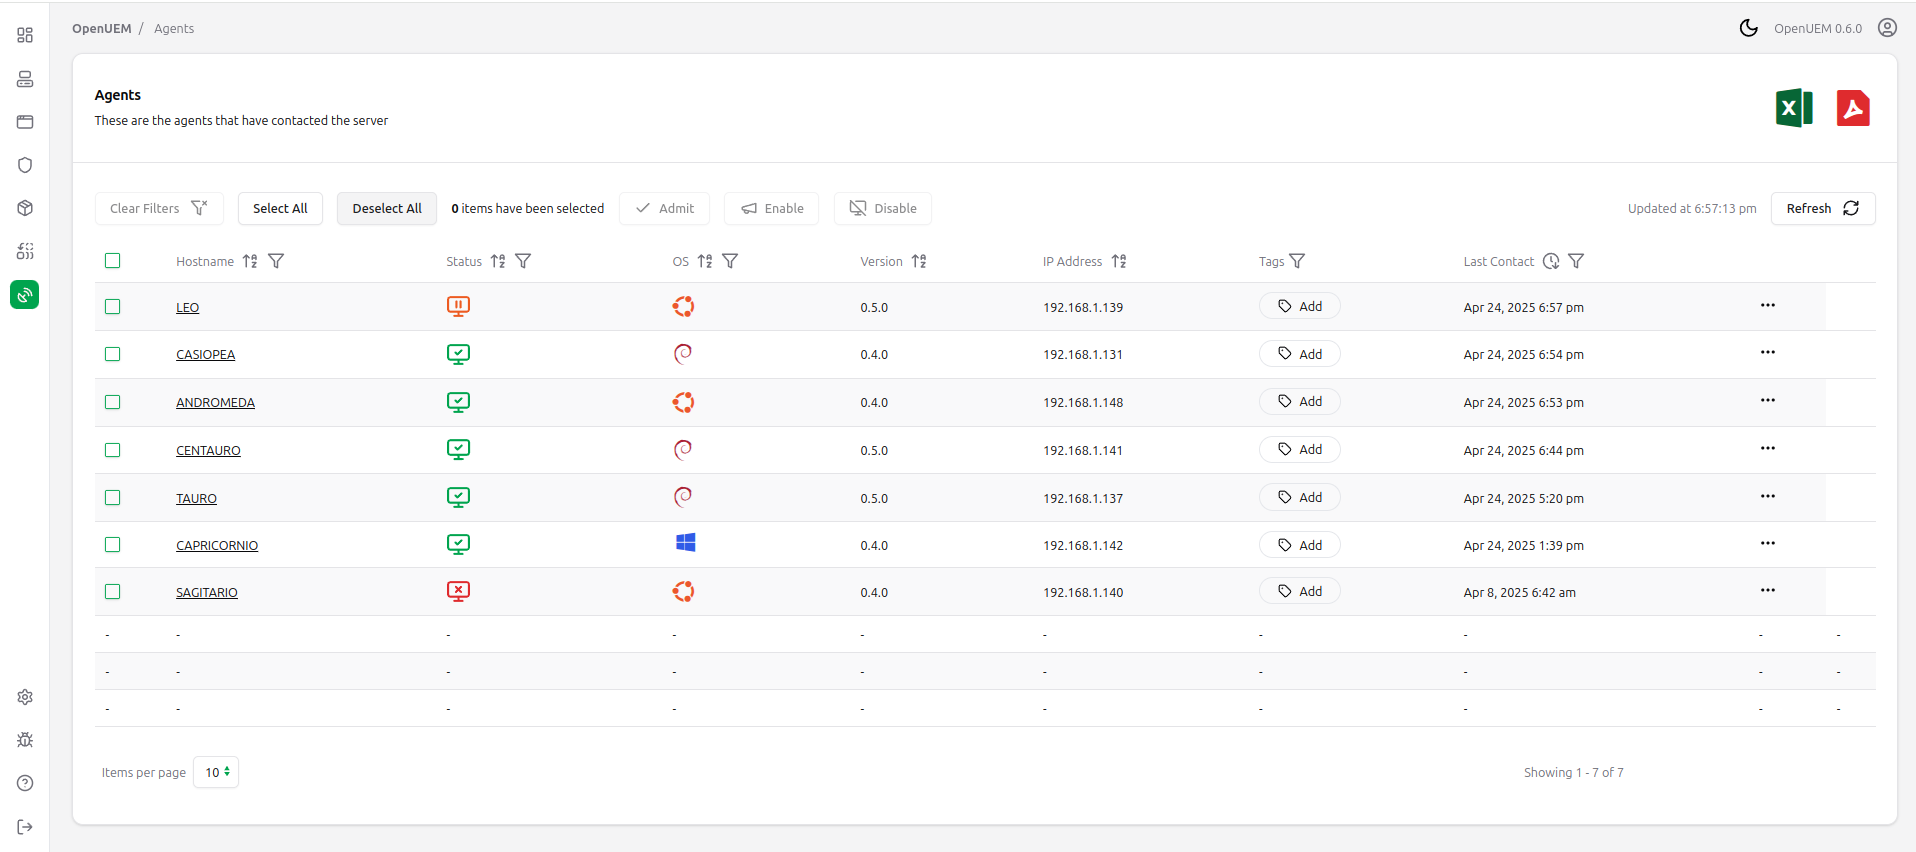 OpenUEM / Agents
OpenUEM 0.6.0
Agents
These are the agents that have contacted the server
Clear Filters Select All Deselect All 0 items have been selected Admit Enable Disable Updated at 6:57:13 pm Refresh
Hostname Status OS Version IP Address Tags Last Contact
LEO 0.5.0 192.168.1.139 Add Apr 24, 2025 6:57 pm
CASIOPEA 0.4.0 192.168.1.131 Add Apr 24, 2025 6:54 pm
ANDROMEDA 0.4.0 192.168.1.148 Add Apr 24, 2025 6:53 pm
CENTAURO 0.5.0 192.168.1.141 Add Apr 24, 2025 6:44 pm
TAURO 0.5.0 192.168.1.137 Add Apr 24, 2025 5:20 pm
CAPRICORNIO 0.4.0 192.168.1.142 Add Apr 24, 2025 1:39 pm
SAGITARIO 0.4.0 192.168.1.140 Add Apr 8, 2025 6:42 am
- - - - - - - - - -
- - - - - - - - - -
- - - - - - - - - -
Items per page 10 Showing 1 - 7 of 7